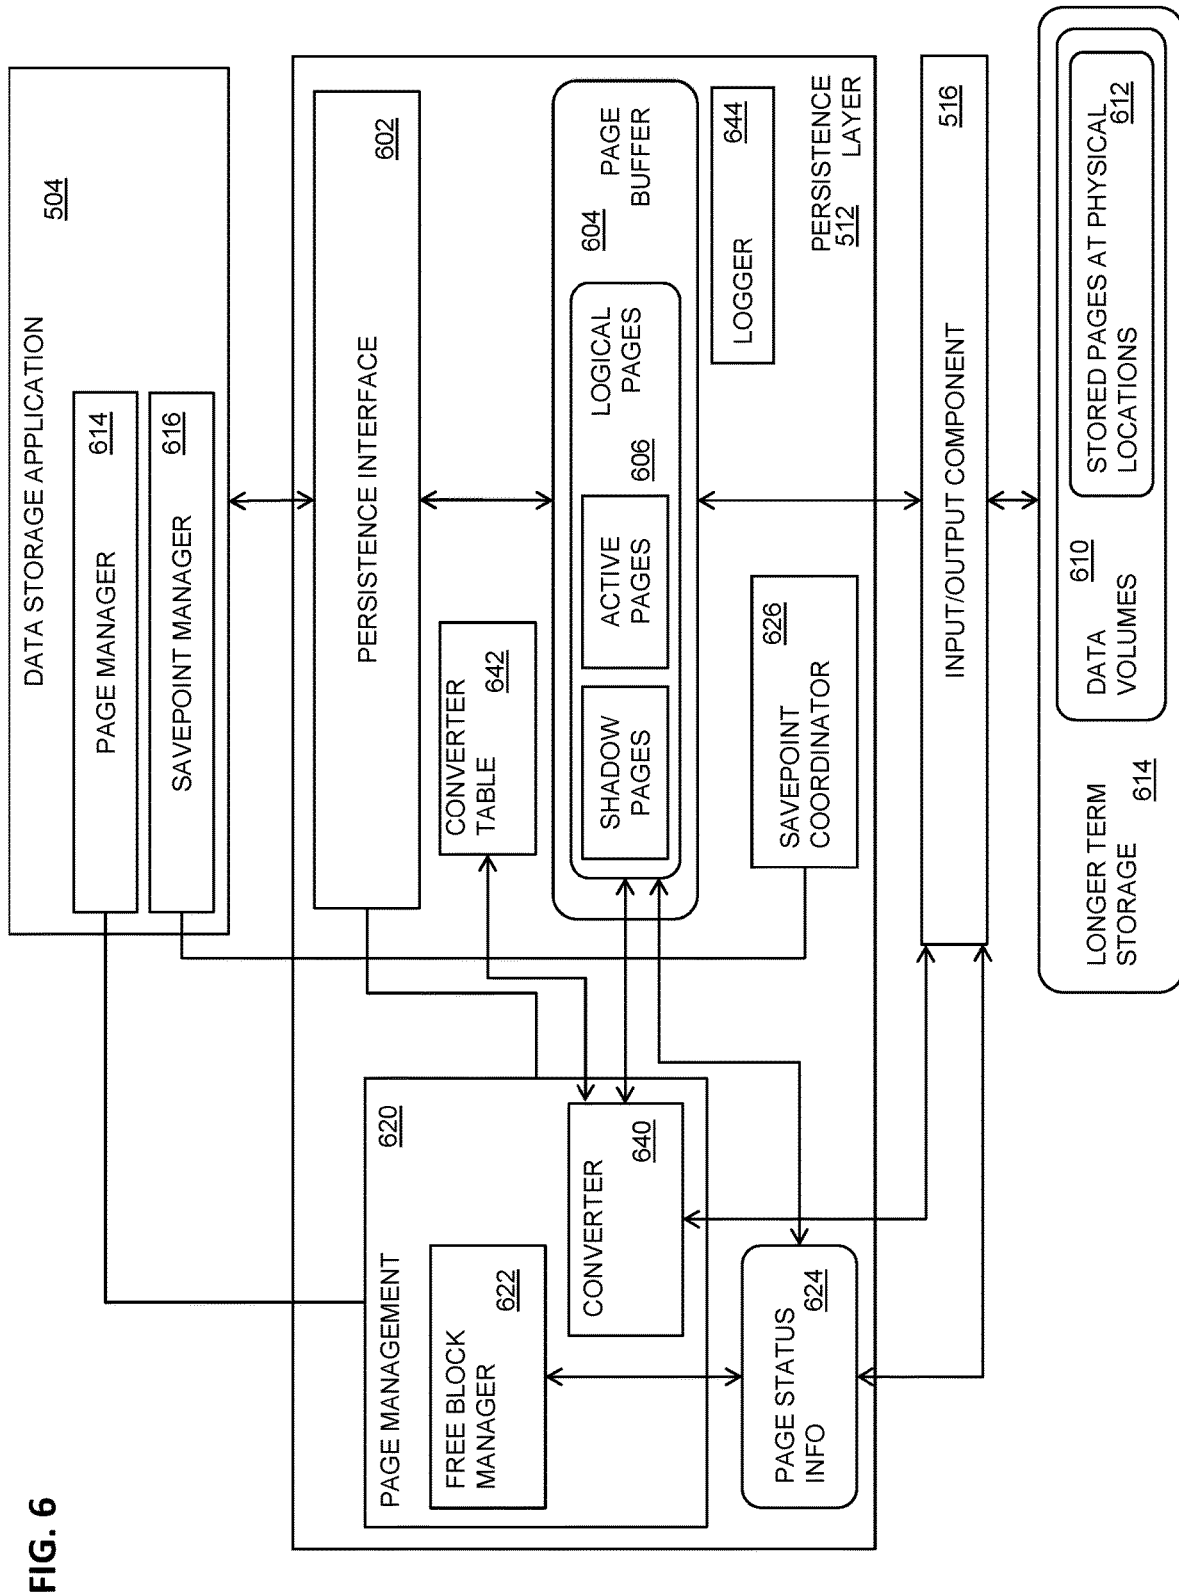 FIG. 6
DATA STORAGE APPLICATION
504
PAGE MANAGER
614
SAVEPOINT MANAGER
616
PERSISTENCE INTERFACE
602
PAGE MANAGEMENT
620
FREE BLOCK
MANAGER
622
CONVERTER
640
CONVERTER
TABLE
642
604
PAGE
BUFFER
LOGICAL
PAGES
606
SHADOW
PAGES
ACTIVE
PAGES
PAGE STATUS
INFO
624
SAVEPOINT
COORDINATOR
626
LOGGER
644
PERSISTENCE
512
LAYER
INPUT/OUTPUT COMPONENT
516
LONGER TERM
STORAGE
614
DATA
VOLUMES
610
STORED PAGES AT PHYSICAL
LOCATIONS
612